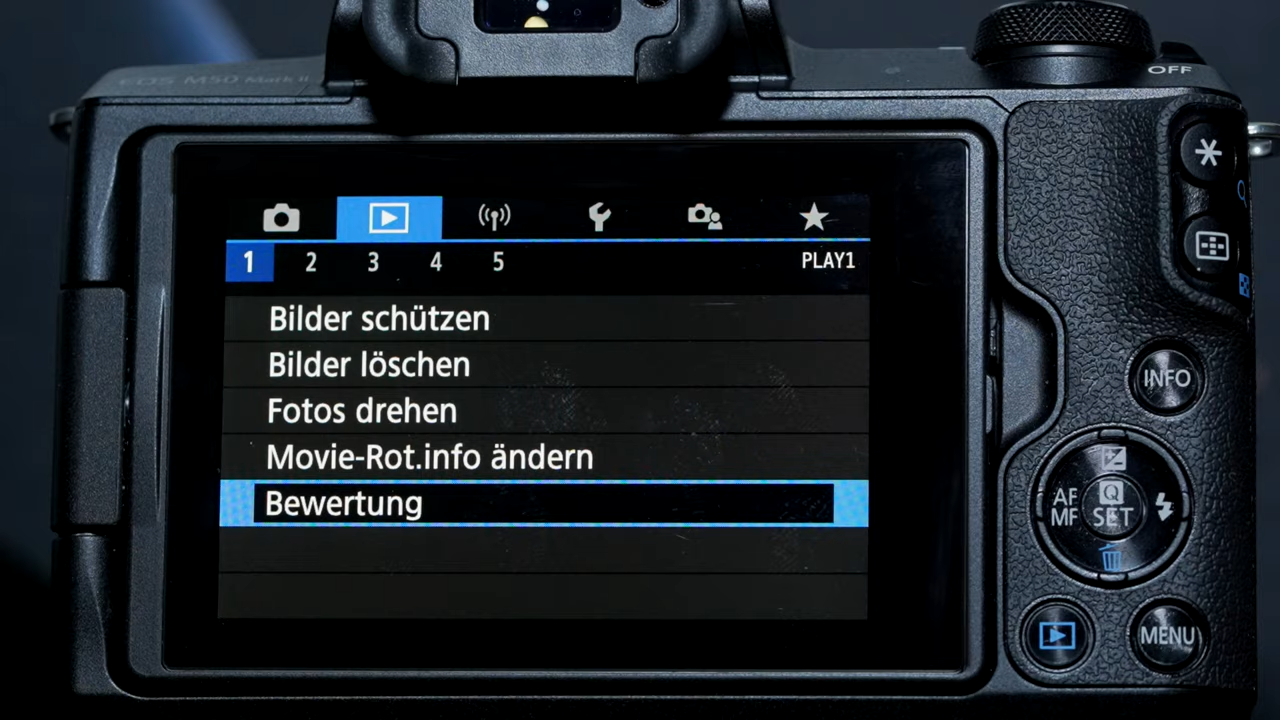 EOS M50 Mark II
OFF
1 2 3 4 5 PLAY1
Bilder schützen
Bilder löschen
Fotos drehen
Movie-Rot.info ändern
Bewertung
INFO
AF
MF
Q
SET
MENU